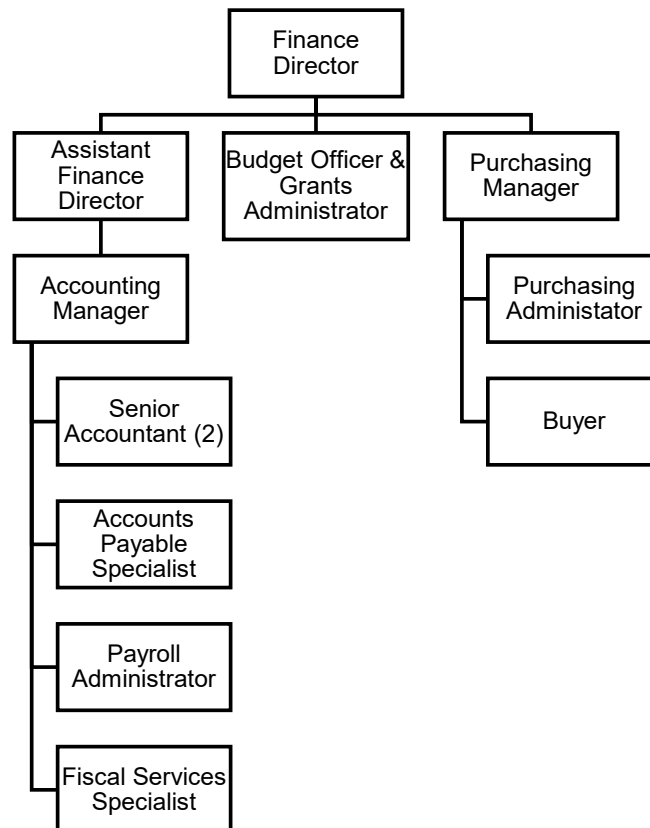 Finance
Director
Assistant
Finance
Director
Budget Officer &
Grants
Administrator
Purchasing
Manager
Accounting
Manager
Purchasing
Administator
Senior
Accountant (2)
Buyer
Accounts
Payable
Specialist
Payroll
Administrator
Fiscal Services
Specialist